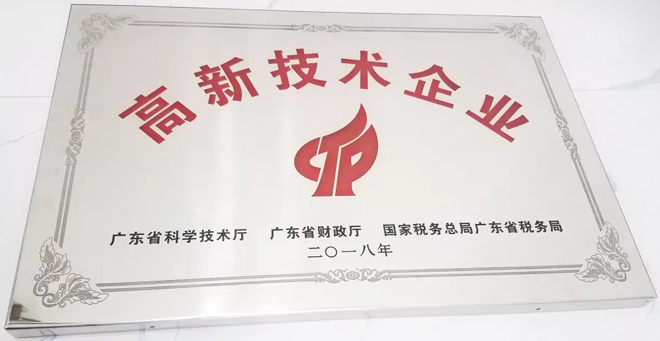 高新技术企业
CTP
广东省科学技术厅 广东省财政厅 国家税务总局广东省税务局
二〇一八年